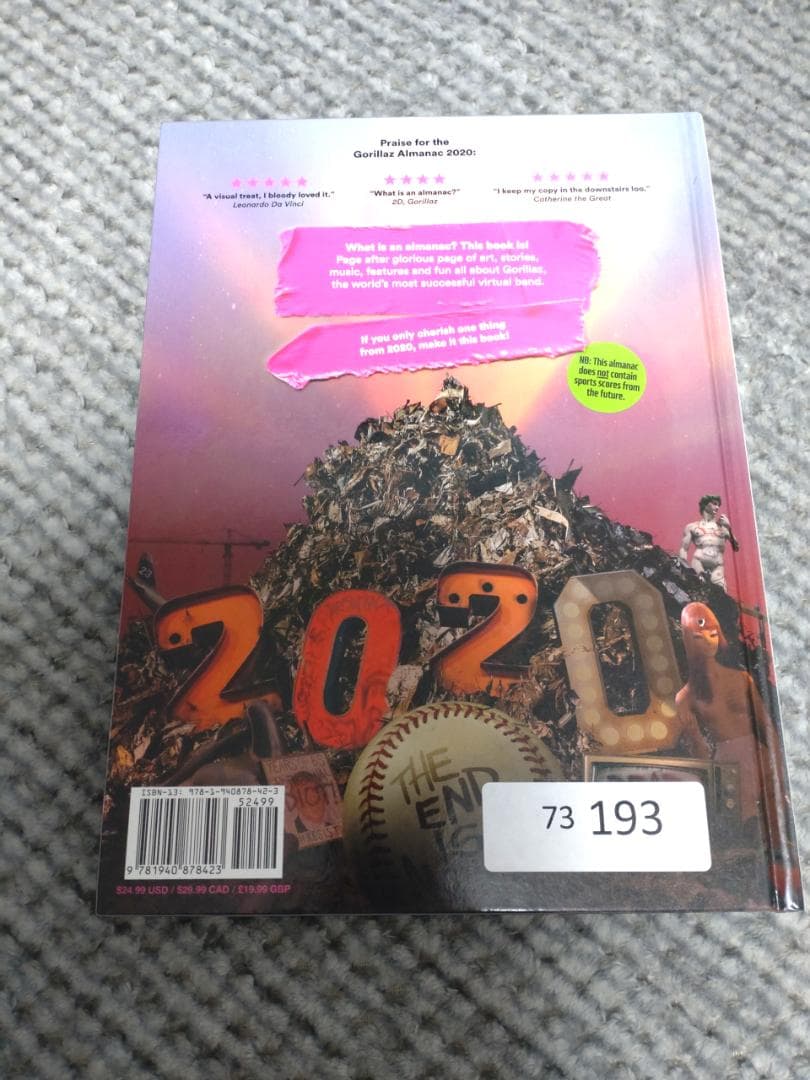 Praise for the
Gorillaz Almanac 2020:
★★★★★
"A visual treat, I bloody loved it."
Leonardo Da Vinci
★★★★
"What is an almanac?"
2D, Gorillaz
★★★★★
"I keep my copy in the downstairs loo."
Catherine the Great
What is an almanac? This book is!
Page after glorious page of art, stories,
music, features and fun all about Gorillaz,
the world's most successful virtual band.
If you only cherish one thing
from 2020, make it this book!
NB: This almanac
does not contain
sports scores from
the future.
23
2020
THE
END
IS
ISBN-13: 978-1-940878-42-3
52499
9 781940 878423
$24.99 USD / $29.99 CAD / £19.99 GBP
73 193